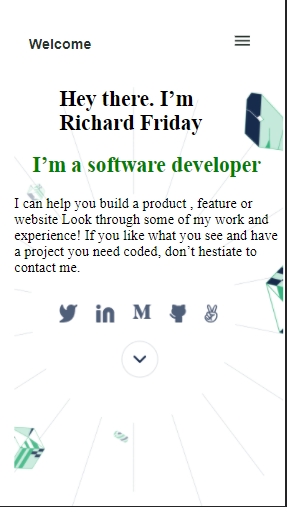 Welcome
Hey there. I’m
Richard Friday
I’m a software developer
I can help you build a product , feature or
website Look through some of my work and
experience! If you like what you see and have
a project you need coded, don’t hestiate to
contact me.